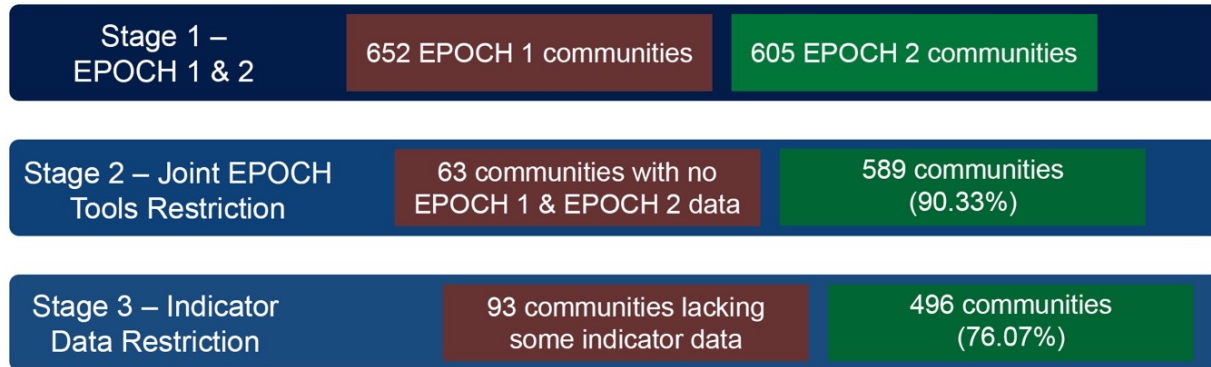 Stage 1 –
EPOCH 1 & 2
652 EPOCH 1 communities
605 EPOCH 2 communities
Stage 2 – Joint EPOCH
Tools Restriction
63 communities with no
EPOCH 1 & EPOCH 2 data
589 communities
(90.33%)
Stage 3 – Indicator
Data Restriction
93 communities lacking
some indicator data
496 communities
(76.07%)